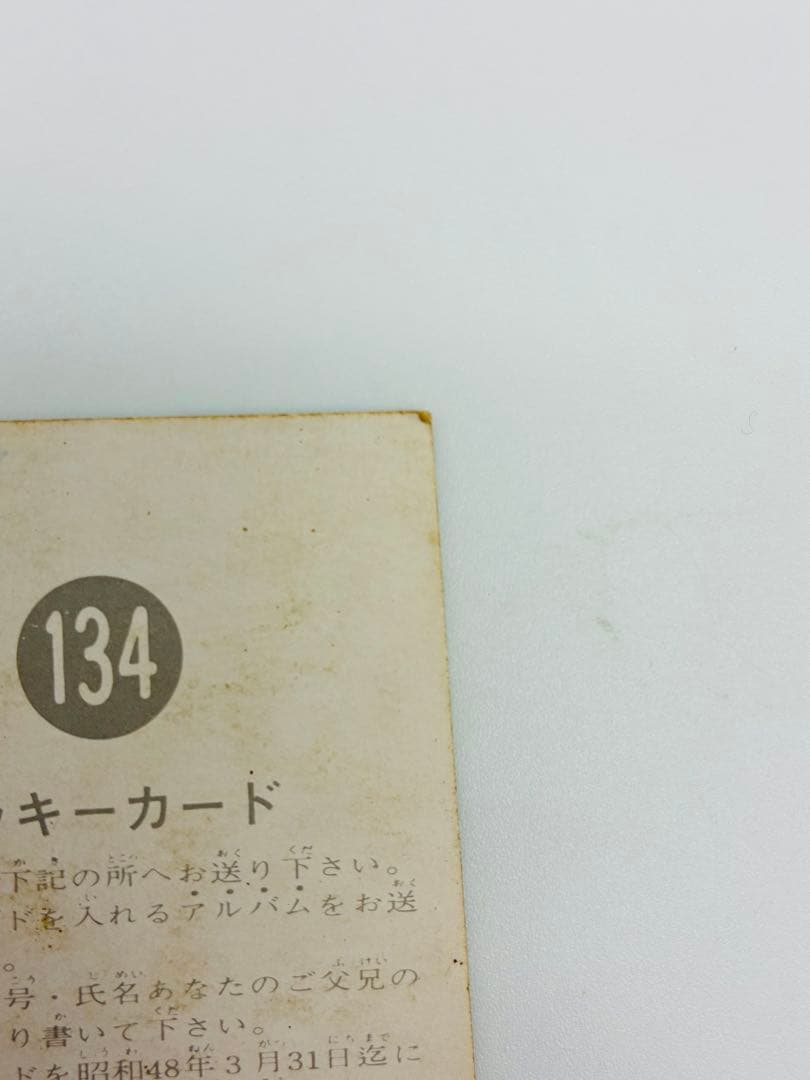 134
ッキーカード
下記の所へお送り下さい。
ドを入れるアルバムをお送
。
号・氏名あなたのご父兄の
り書いて下さい。
ドを昭和48年3月31日迄に